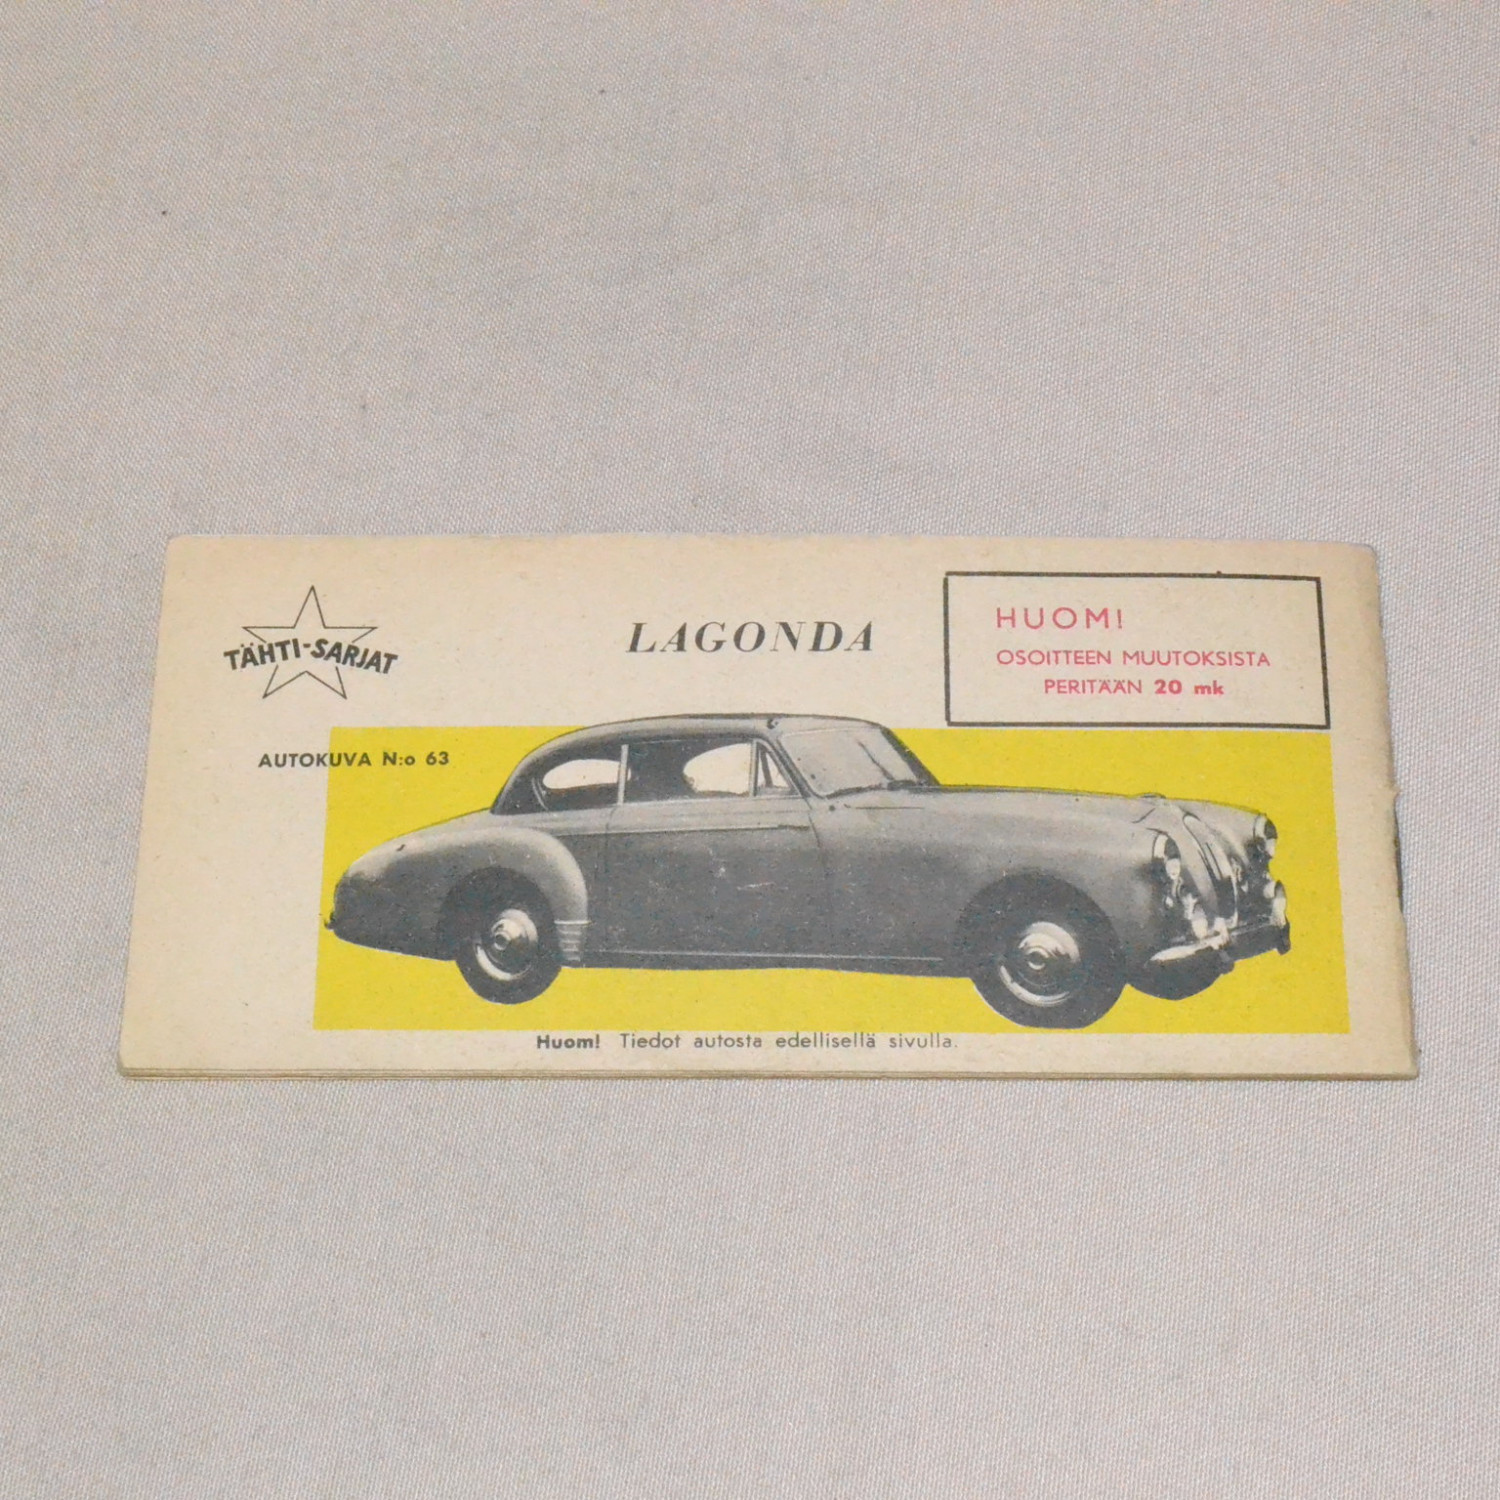 TÄHTI-SARJAT
LAGONDA
HUOM!
OSOITTEEN MUUTOKSISTA
PERITÄÄN 20 mk
AUTOKUVA N:o 63
Huom! Tiedot autosta edellisellä sivulla.